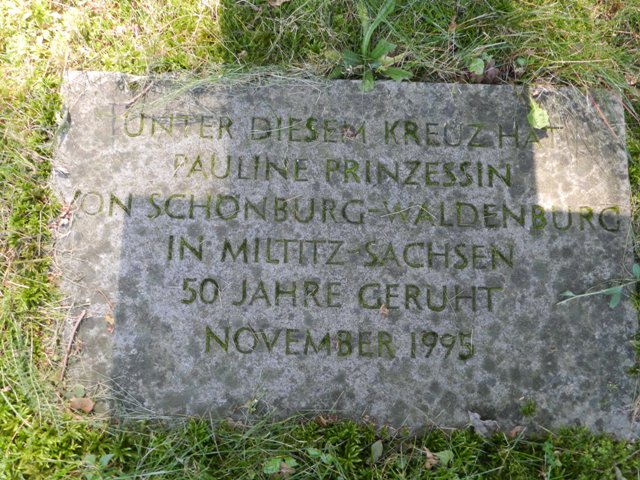 UNTER DIESEM KREUZ HAT
PAULINE PRINZESSIN
VON SCHÖNBURG-WALDENBURG
IN MILTITZ-SACHSEN
50 JAHRE GERUHT
NOVEMBER 1995